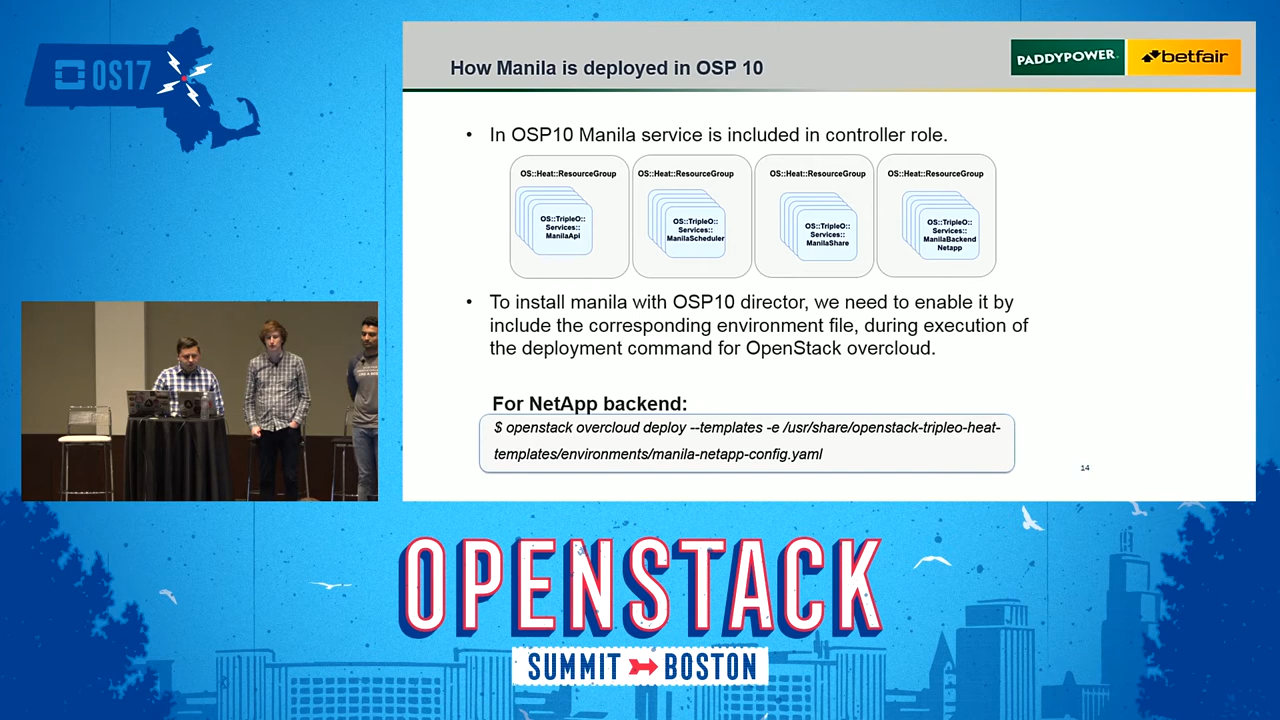 OS17
How Manila is deployed in OSP 10
PADDYPOWER.
betfair
• In OSP10 Manila service is included in controller role.
OS::Heat::ResourceGroup
OS::TripleO::
Services::
ManilaApi
OS::Heat::ResourceGroup
OS::TripleO::
Services::
ManilaScheduler
OS::Heat::ResourceGroup
OS::TripleO::
Services::
ManilaShare
OS::Heat::ResourceGroup
OS::TripleO::
Services::
ManilaBackend
Netapp
• To install manila with OSP10 director, we need to enable it by
include the corresponding environment file, during execution of
the deployment command for OpenStack overcloud.
For NetApp backend:
$ openstack overcloud deploy --templates -e /usr/share/openstack-tripleo-heat-
templates/environments/manila-netapp-config.yaml
14
OPENSTACK
SUMMIT BOSTON